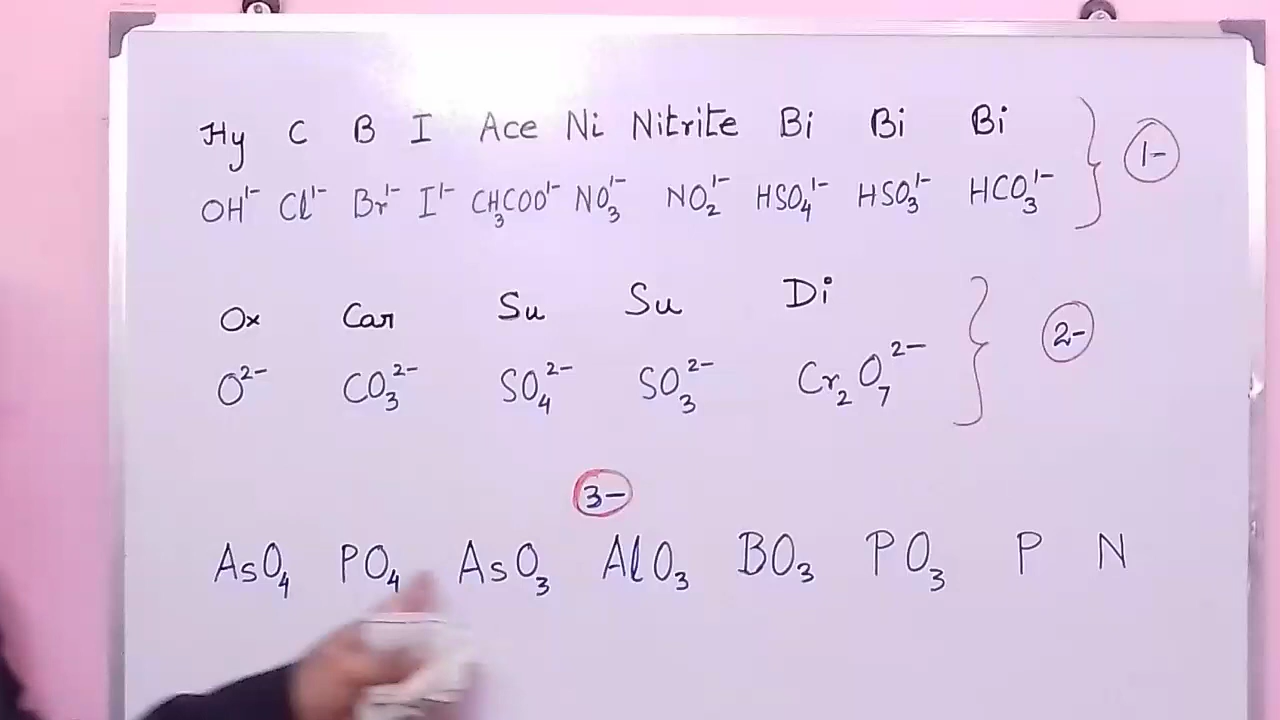 Hy C B I Ace Ni Nitrite Bi Bi Bi
OH¹⁻ Cl¹⁻ Br¹⁻ I¹⁻ CH₃COO¹⁻ NO₃¹⁻ NO₂¹⁻ HSO₄¹⁻ HSO₃¹⁻ HCO₃¹⁻ } 1-
Ox Car Su Su Di
O²⁻ CO₃²⁻ SO₄²⁻ SO₃²⁻ Cr₂O₇²⁻ } 2-
3-
AsO₄ PO₄ AsO₃ AlO₃ BO₃ PO₃ P N